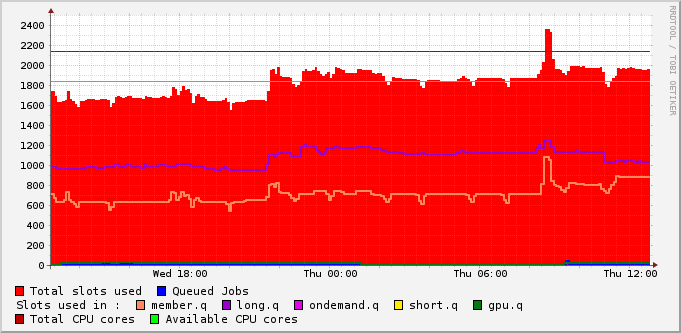 RRDTOOL / TOBI OETIKER
2400
2200
2000
1800
1600
1400
1200
1000
800
600
400
200
0
Wed 18:00 Thu 00:00 Thu 06:00 Thu 12:00
Total slots used Queued Jobs
Slots used in : member.q long.q ondemand.q short.q gpu.q
Total CPU cores Available CPU cores